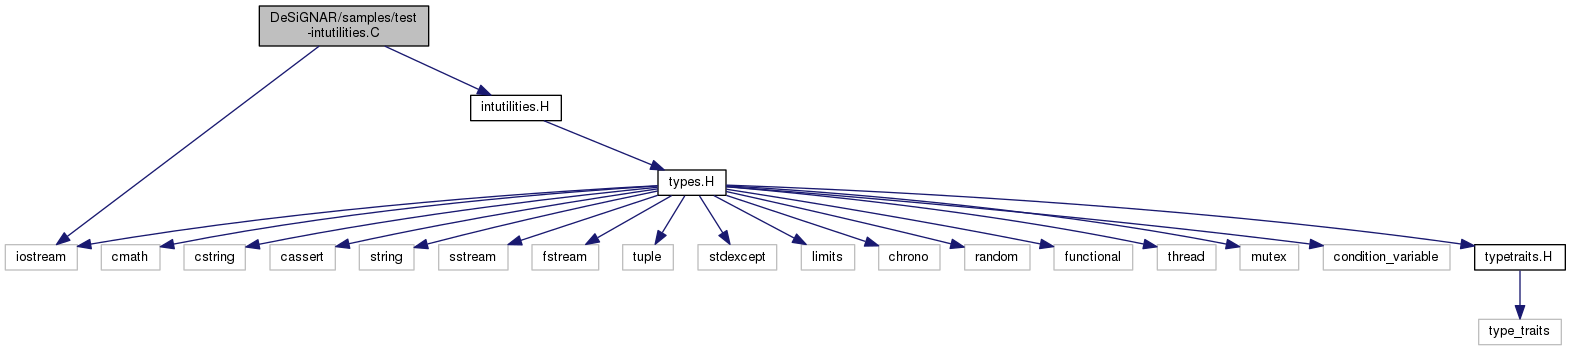 DeSiGNAR/samples/test
-intutilities.C
intutilities.H
types.H
iostream
cmath
cstring
cassert
string
sstream
fstream
tuple
stdexcept
limits
chrono
random
functional
thread
mutex
condition_variable
typetraits.H
type_traits